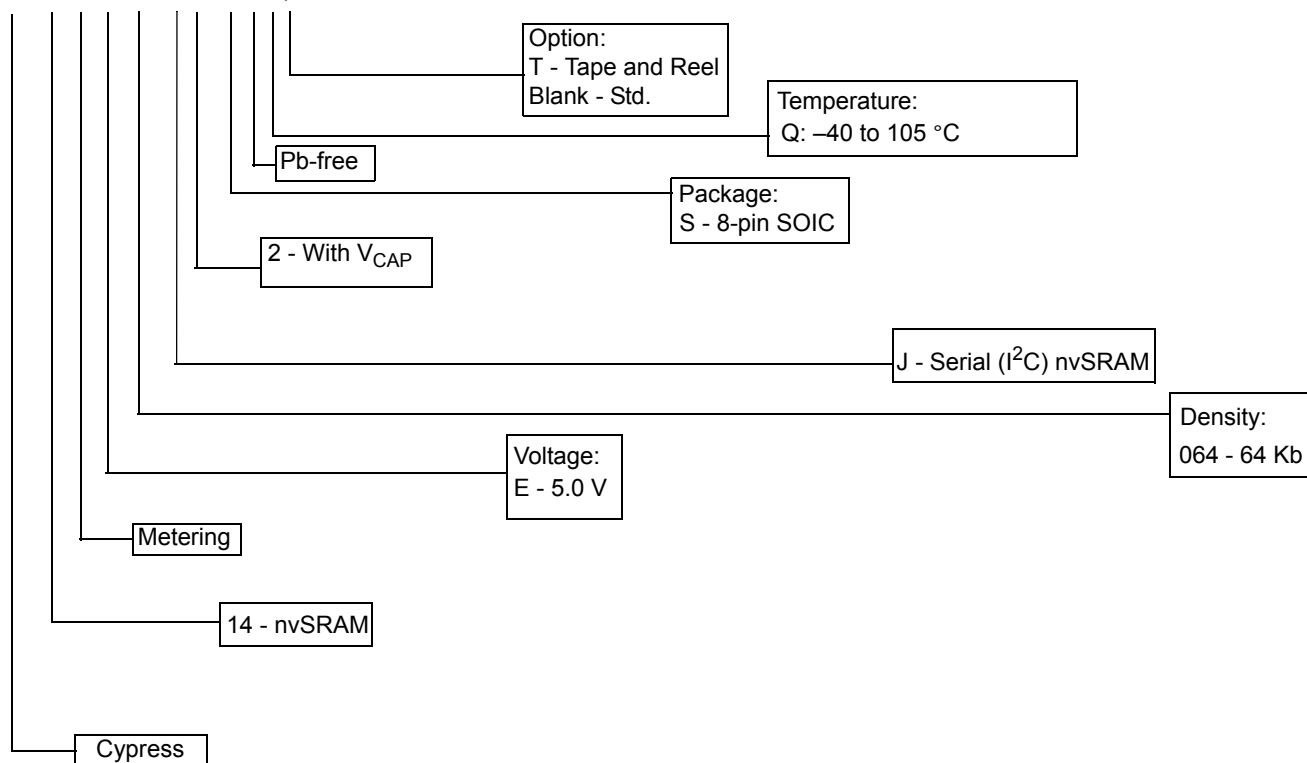 Option:
T - Tape and Reel
Blank - Std.
Temperature:
Q: –40 to 105 °C
Pb-free
Package:
S - 8-pin SOIC
2 - With VCAP
J - Serial (I²C) nvSRAM
Density:
064 - 64 Kb
Voltage:
E - 5.0 V
Metering
14 - nvSRAM
Cypress